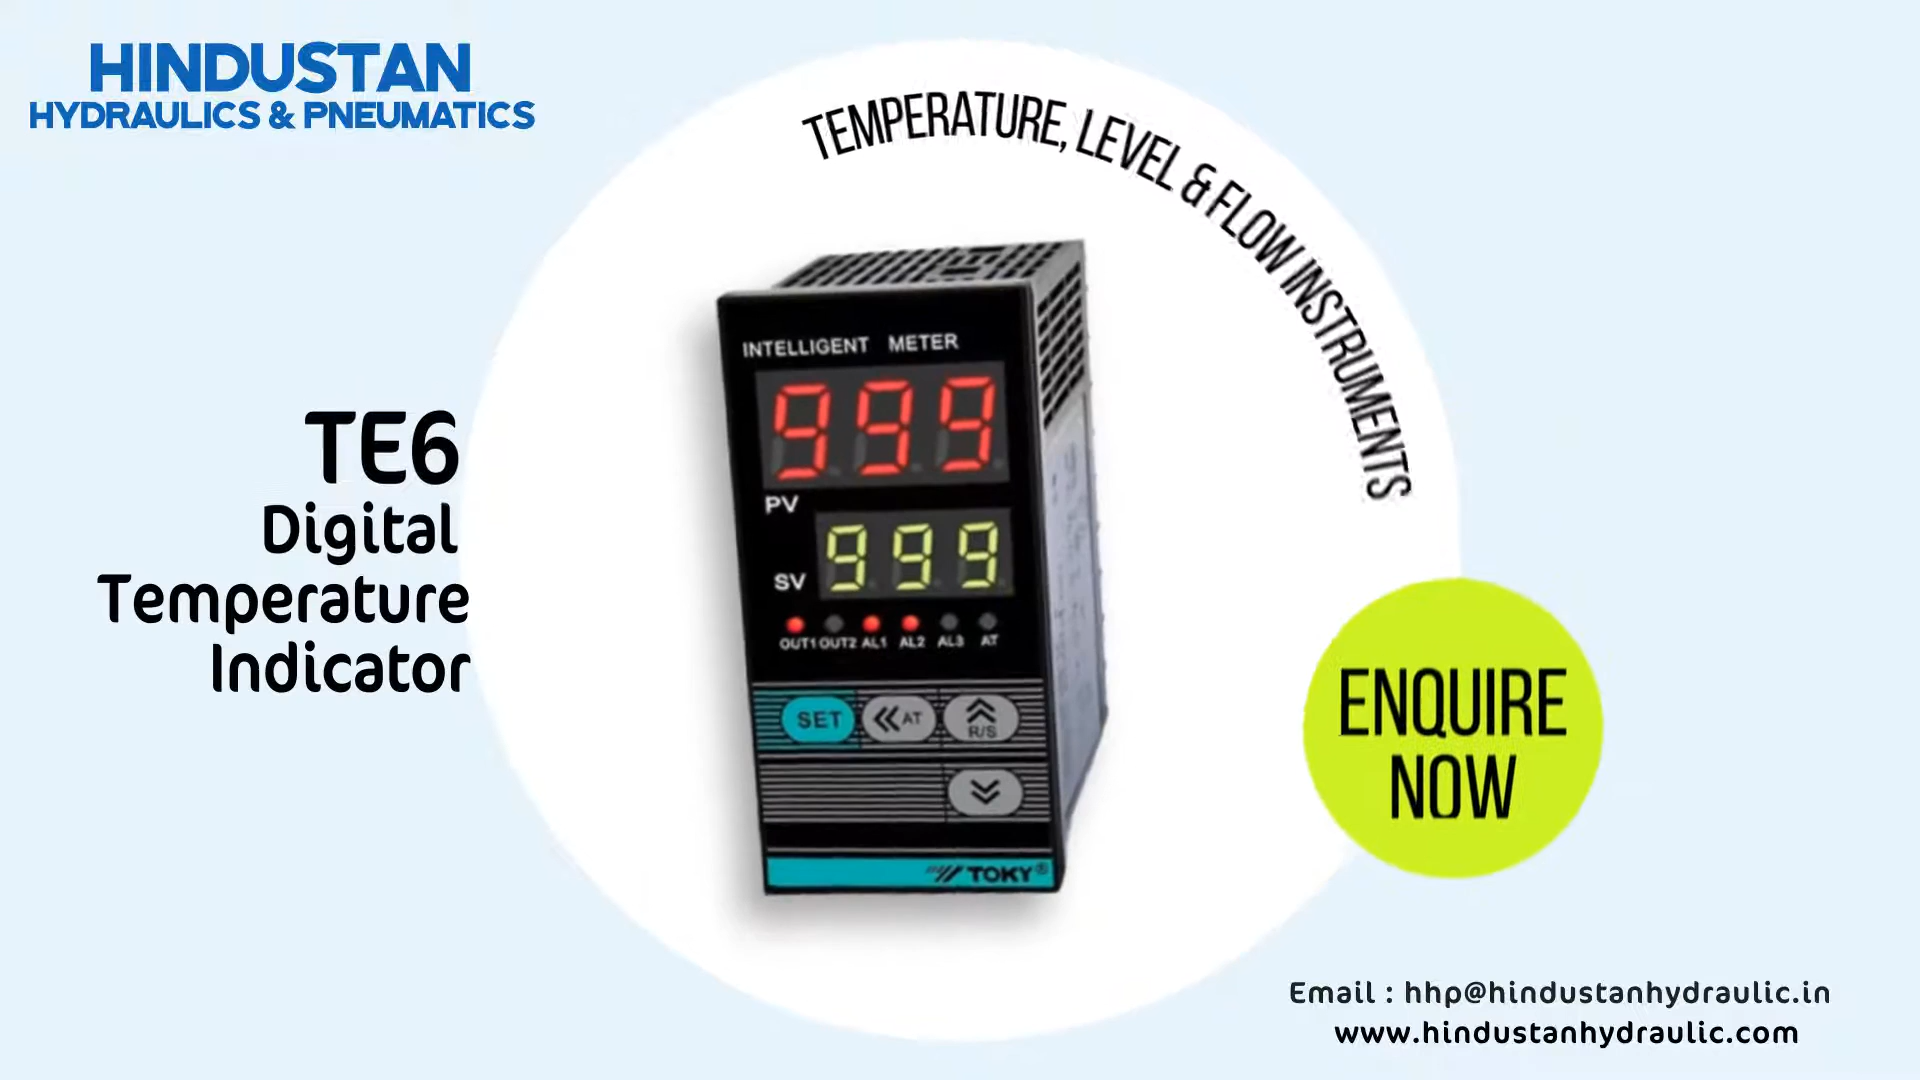 HINDUSTAN
HYDRAULICS & PNEUMATICS
TEMPERATURE, LEVEL & FLOW INSTRUMENTS
TE6
Digital
Temperature
Indicator
INTELLIGENT METER
999
PV
999
SV
OUT1 OUT2 AL1 AL2 AL3 AT
SET AT R/S
TOKY®
ENQUIRE
NOW
Email : hhp@hindustanhydraulic.in
www.hindustanhydraulic.com